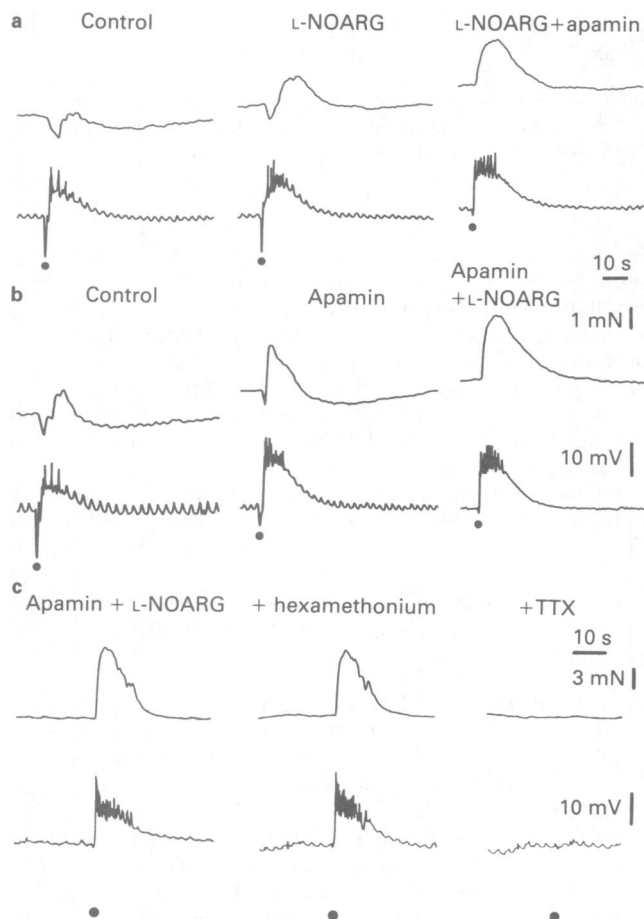 a Control L-NOARG L-NOARG+apamin
10 s
b Control Apamin Apamin
+L-NOARG
1 mN
10 mV
c
Apamin + L-NOARG + hexamethonium +TTX
10 s
3 mN
10 mV